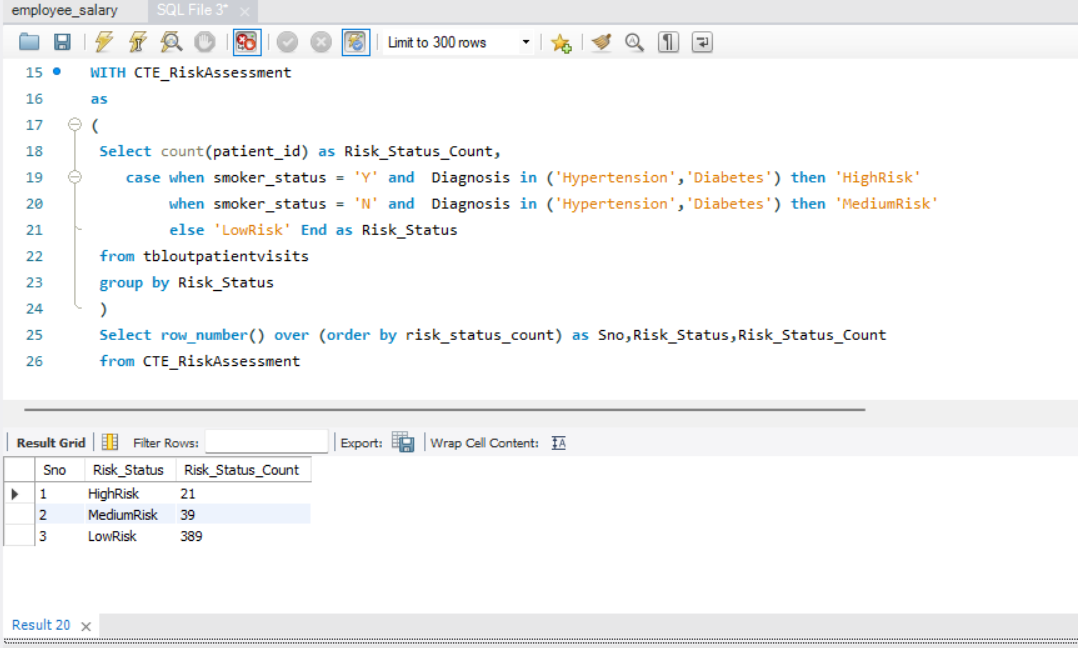 employee_salary SQL File 3*
Limit to 300 rows
15 WITH CTE_RiskAssessment
16 as
17 (
18 Select count(patient_id) as Risk_Status_Count,
19 case when smoker_status = 'Y' and Diagnosis in ('Hypertension','Diabetes') then 'HighRisk'
20 when smoker_status = 'N' and Diagnosis in ('Hypertension','Diabetes') then 'MediumRisk'
21 else 'LowRisk' End as Risk_Status
22 from tbloutpatientvisits
23 group by Risk_Status
24 )
25 Select row_number() over (order by risk_status_count) as Sno,Risk_Status,Risk_Status_Count
26 from CTE_RiskAssessment
Result Grid Filter Rows: Export: Wrap Cell Content:
Sno Risk_Status Risk_Status_Count
1 HighRisk 21
2 MediumRisk 39
3 LowRisk 389
Result 20